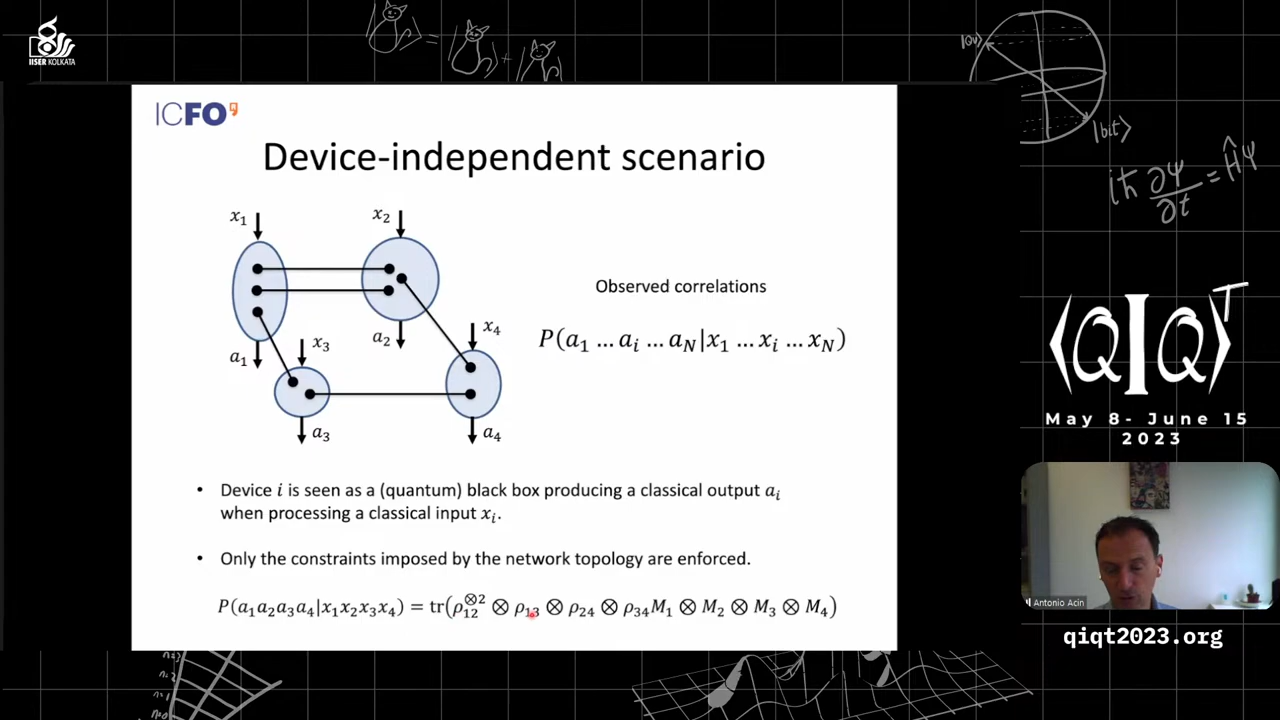 IISER KOLKATA
ICFO
Device-independent scenario
x₁
x₂
x₃
x₄
a₁
a₂
a₃
a₄
Observed correlations
P(a₁ … aᵢ … a_N|x₁ … xᵢ … x_N)
• Device i is seen as a (quantum) black box producing a classical output aᵢ
when processing a classical input xᵢ.
• Only the constraints imposed by the network topology are enforced.
P(a₁a₂a₃a₄|x₁x₂x₃x₄) = tr(ρ₁₂^⊗2 ⊗ ρ₁₃ ⊗ ρ₂₄ ⊗ ρ₃₄M₁ ⊗ M₂ ⊗ M₃ ⊗ M₄)
|bit⟩
iħ ∂Ψ/∂t = ĤΨ
⟨Q|Q⟩ᵀ
May 8- June 15
2023
Antonio Acin
qiqt2023.org